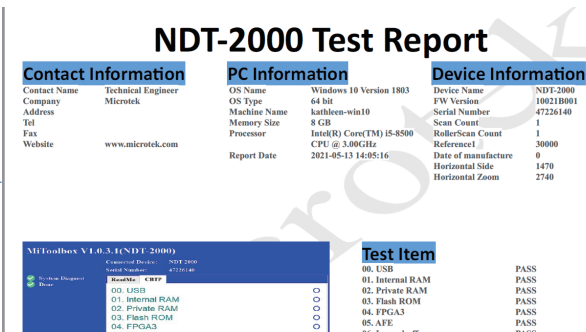 NDT-2000 Test Report
Contact Information
Contact Name Technical Engineer
Company Microtek
Address
Tel
Fax
Website www.microtek.com
PC Information
OS Name Windows 10 Version 1803
OS Type 64 bit
Machine Name kathleen-win10
Memory Size 8 GB
Processor Intel(R) Core(TM) i5-8500
CPU @ 3.00GHz
Report Date 2021-05-13 14:05:16
Device Information
Device Name NDT-2000
FW Version 10021B001
Serial Number 47226140
Scan Count 1
RollerScan Count 1
Reference1 30000
Date of manufacture 0
Horizontal Side 1470
Horizontal Zoom 2740
MiToolbox V1.0.3.1(NDT-2000)
Connected Device: NDT-2000
Serial Number: 47226140
System Diagnost
Done
ReadMe CHTP
00. USB O
01. Internal RAM O
02. Private RAM O
03. Flash ROM O
04. FPGA3 O
Test Item
00. USB PASS
01. Internal RAM PASS
02. Private RAM PASS
03. Flash ROM PASS
04. FPGA3 PASS
05. AFE PASS